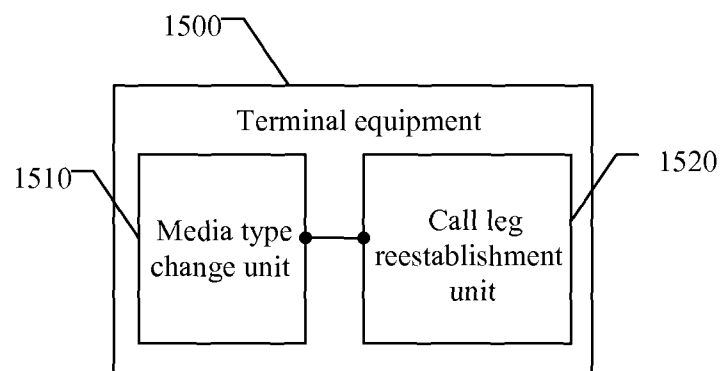 1500
Terminal equipment
1510
1520
Media type
change unit
Call leg
reestablishment
unit